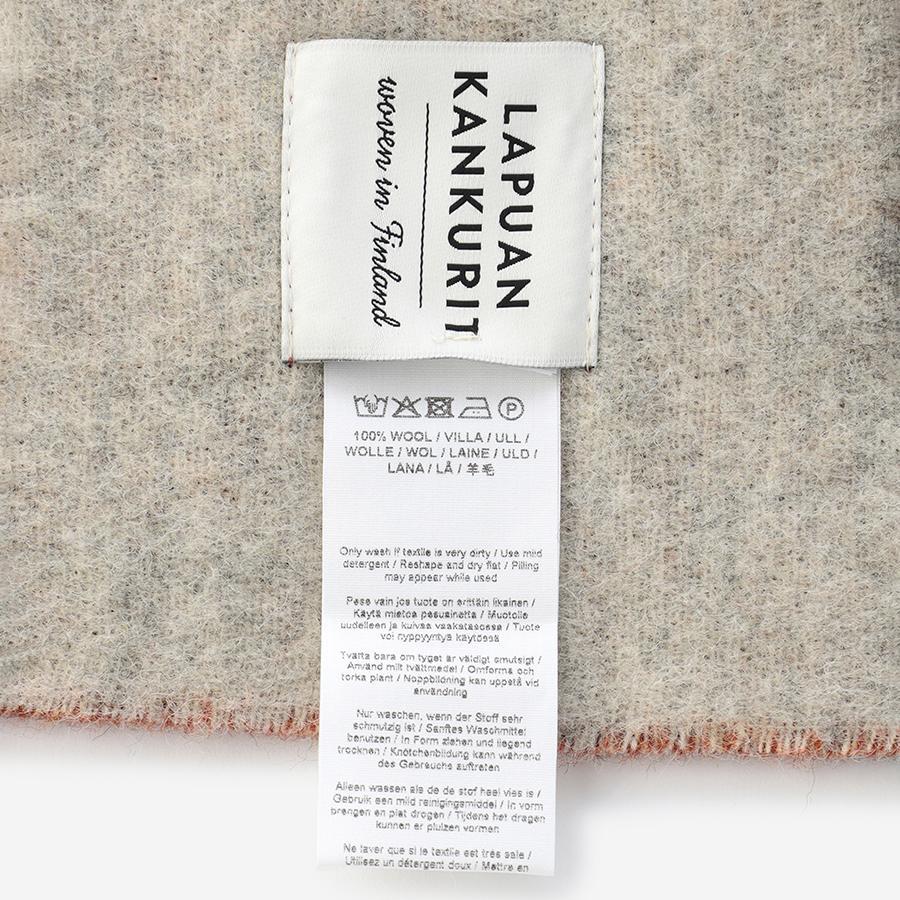 LAPUAN
KANKURIT
woven in Finland
P
100% WOOL / VILLA / ULL /
WOLLE / WOL / LAINE / ULD /
LANA / LÅ / 羊毛
Only wash if textile is very dirty / Use mild
detergent / Reshape and dry flat / Pilling
may appear while used
Pese vain jos tuote on erittäin likainen /
Käytä mietoa pesuainetta / Muotoile
uudelleen ja kuivaa vaakatasossa / Tuote
voi nyppyyntyä käytössä
Tvätta bara om tyget är väldigt smutsigt /
Använd milt tvättmedel / Omforma och
torka plant / Noppbildning kan uppstå vid
användning
Nur waschen, wenn der Stoff sehr
schmutzig ist / Sanftes Waschmittel
benutzen / In Form ziehen und liegend
trocknen / Knötchenbildung kann während
des Gebrauchs auftreten
Alleen wassen als de de stof heel vies is /
Gebruik een mild reinigingsmiddel / In vorm
brengen en plat drogen / Tijdens het dragen
kunnen er pluizen vormen
Ne laver que si le textile est très sale /
Utilisez un détergent doux / Mettre en